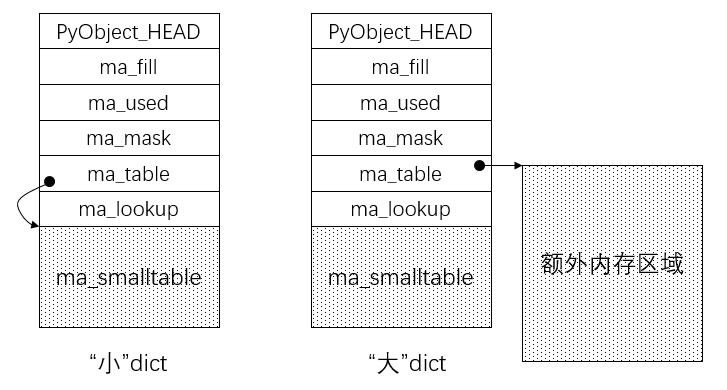 PyObject_HEAD
ma_fill
ma_used
ma_mask
ma_table
ma_lookup
ma_smalltable
“小”dict
PyObject_HEAD
ma_fill
ma_used
ma_mask
ma_table
ma_lookup
ma_smalltable
“大”dict
额外内存区域